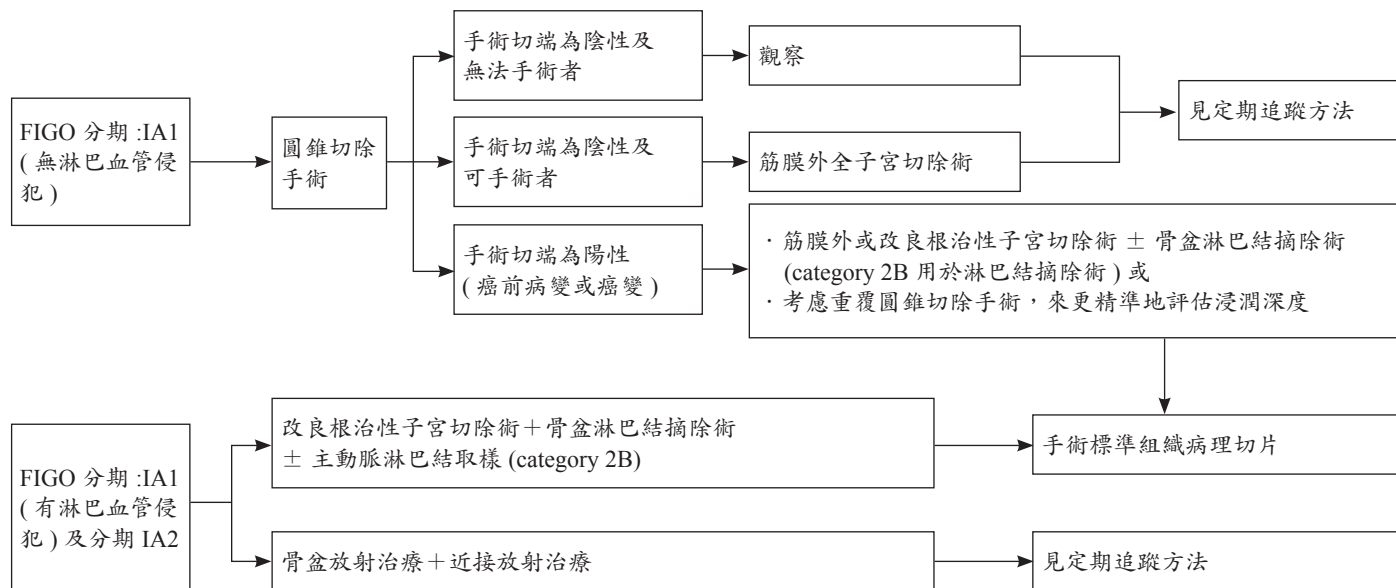 FIGO 分期 :IA1
( 無淋巴血管侵
犯 )
圓錐切除
手術
手術切端為陰性及
無法手術者
觀察
手術切端為陰性及
可手術者
筋膜外全子宮切除術
見定期追蹤方法
手術切端為陽性
( 癌前病變或癌變 )
· 筋膜外或改良根治性子宮切除術 ± 骨盆淋巴結摘除術
(category 2B 用於淋巴結摘除術 ) 或
· 考慮重覆圓錐切除手術，來更精準地評估浸潤深度
FIGO 分期 :IA1
( 有淋巴血管侵
犯 ) 及分期 IA2
改良根治性子宮切除術＋骨盆淋巴結摘除術
± 主動脈淋巴結取樣 (category 2B)
手術標準組織病理切片
骨盆放射治療＋近接放射治療
見定期追蹤方法